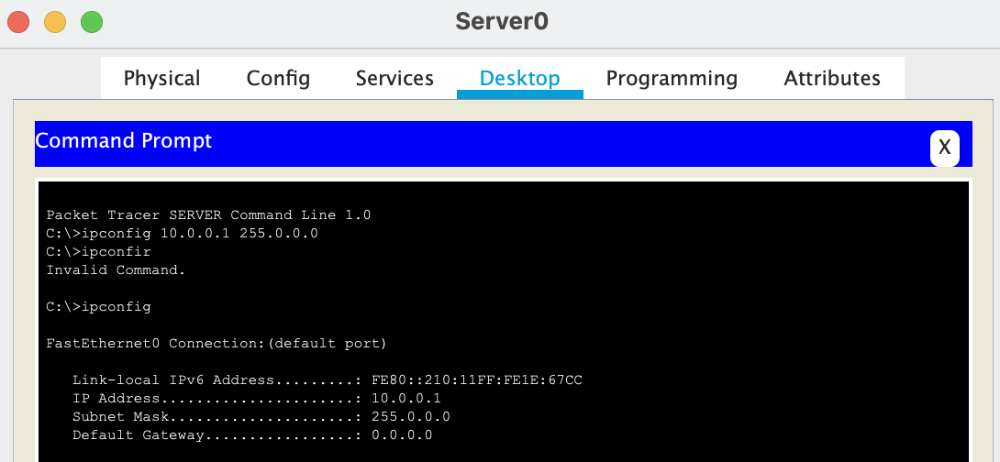 Server0
Physical Config Services Desktop Programming Attributes
Command Prompt
X
Packet Tracer SERVER Command Line 1.0
C:\>ipconfig 10.0.0.1 255.0.0.0
C:\>ipconfir
Invalid Command.
C:\>ipconfig
FastEthernet0 Connection:(default port)
Link-local IPv6 Address.........: FE80::210:11FF:FE1E:67CC
IP Address......................: 10.0.0.1
Subnet Mask.....................: 255.0.0.0
Default Gateway.................: 0.0.0.0